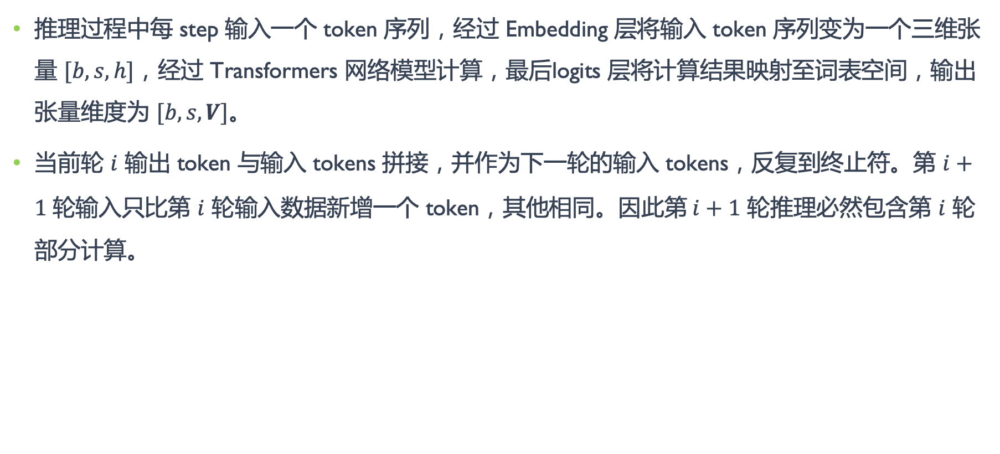 • 推理过程中每 step 输入一个 token 序列，经过 Embedding 层将输入 token 序列变为一个三维张
量 [b, s, h]，经过 Transformers 网络模型计算，最后logits 层将计算结果映射至词表空间，输出
张量维度为 [b, s, V]。
• 当前轮 i 输出 token 与输入 tokens 拼接，并作为下一轮的输入 tokens，反复到终止符。第 i +
1 轮输入只比第 i 轮输入数据新增一个 token，其他相同。因此第 i + 1 轮推理必然包含第 i 轮
部分计算。